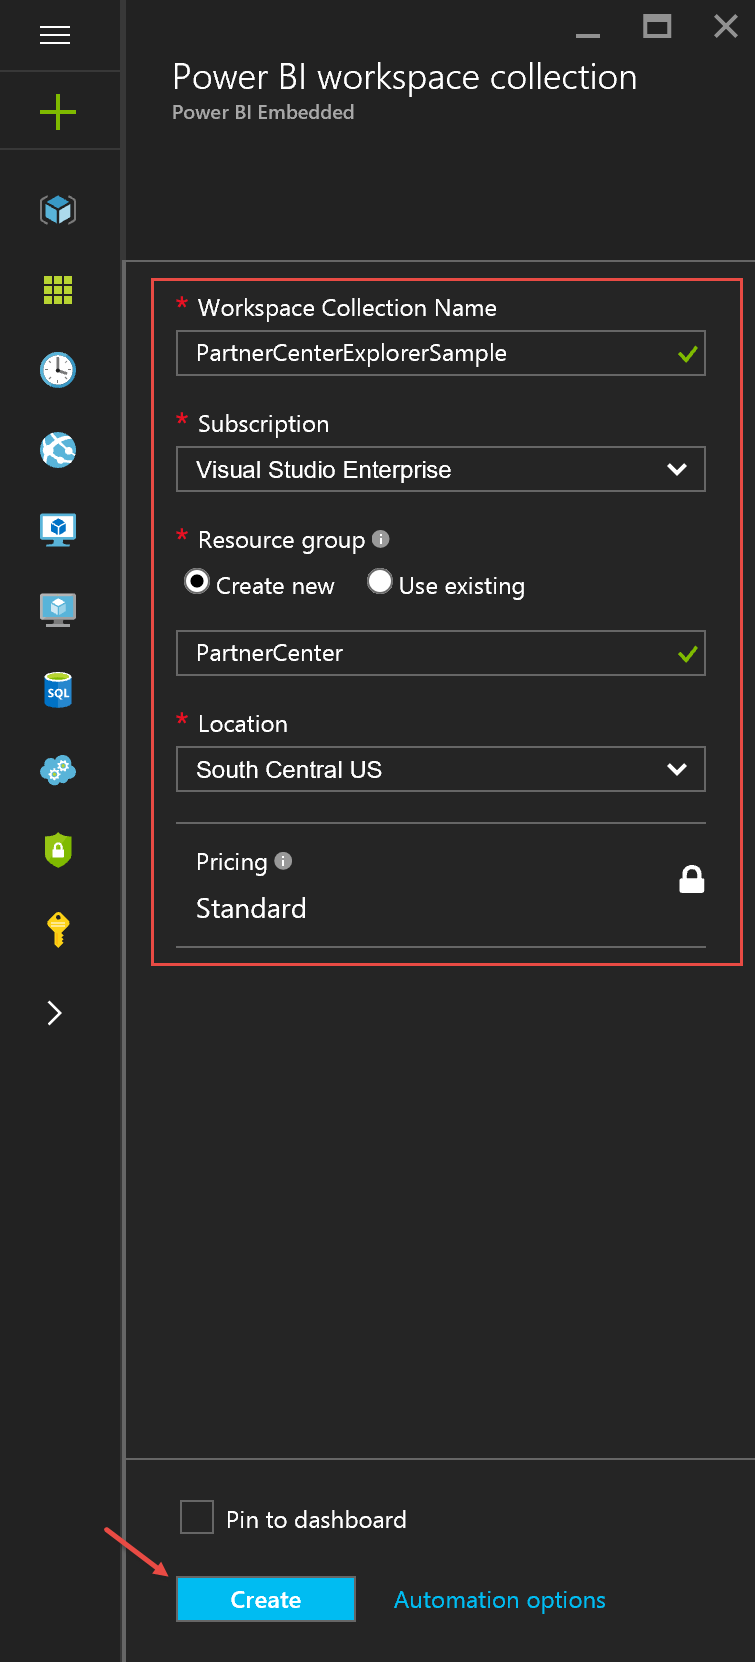 Power BI workspace collection
Power BI Embedded
* Workspace Collection Name
PartnerCenterExplorerSample
* Subscription
Visual Studio Enterprise
* Resource group
Create new Use existing
PartnerCenter
* Location
South Central US
Pricing
Standard
SQL
Pin to dashboard
Create Automation options